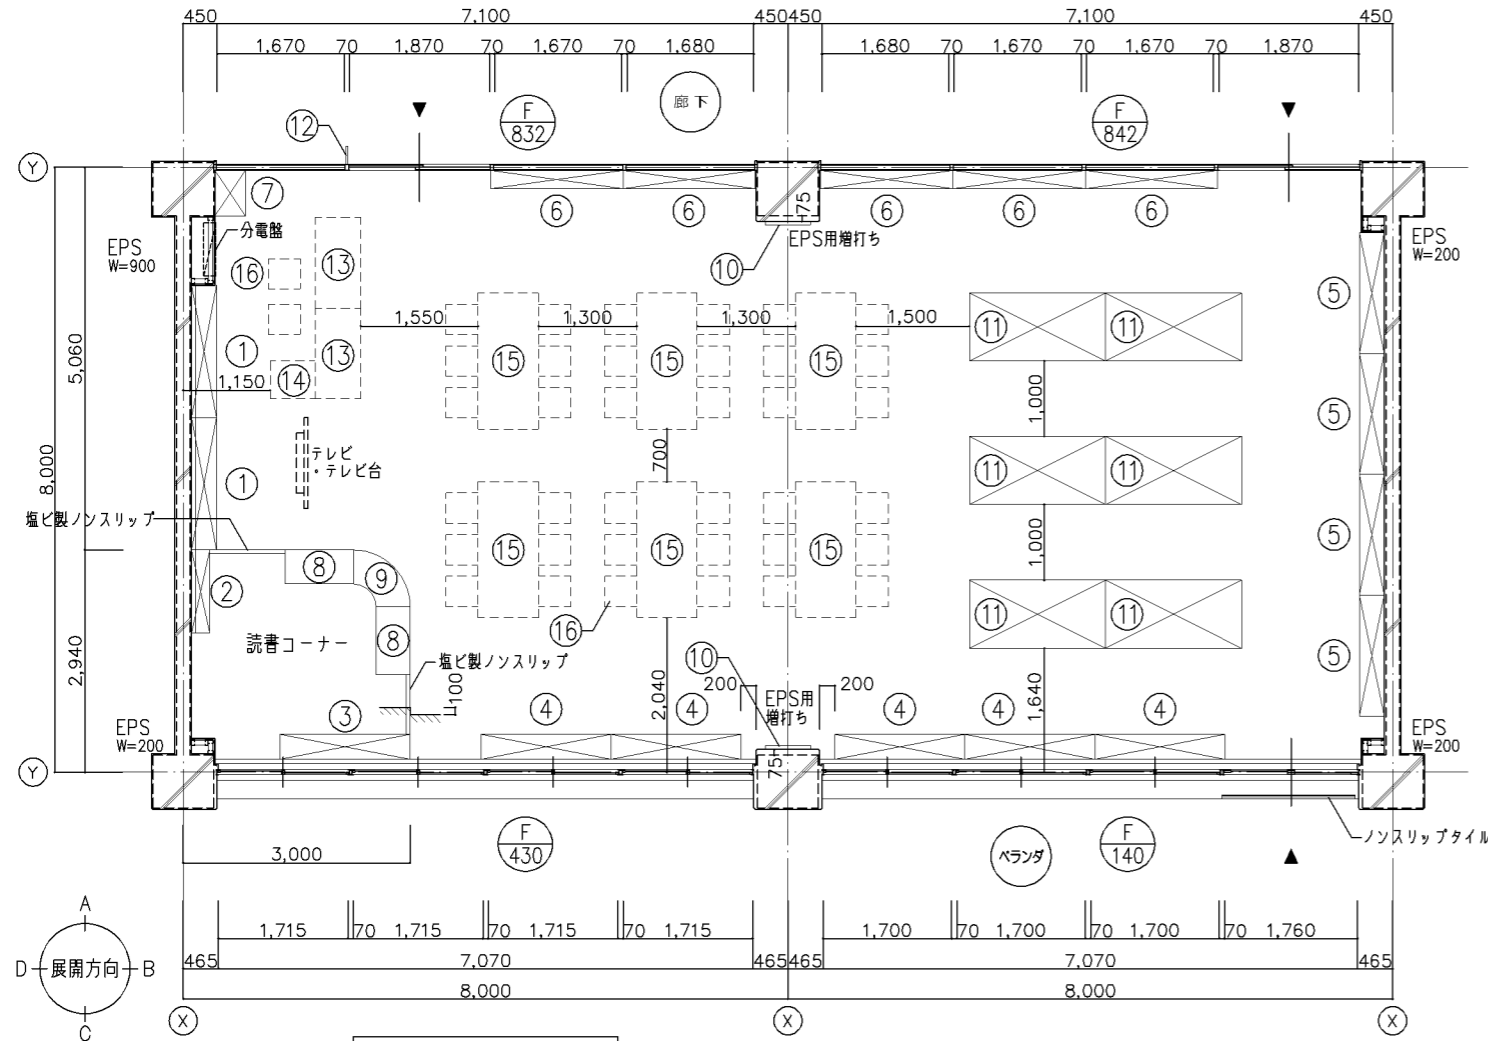 450 7,100 450 450 7,100 450
1,670 70 1,870 70 1,670 70 1,680 1,680 70 1,670 70 1,670 70 1,870
廊下
F
832
F
842
12
Y
7
6 6 6 6 6
75
分電盤
EPS用増打ち
EPS
W=900
EPS
W=200
16
13
10
5
1,550 1,300 1,300 1,500
11 11
1
13
15 15 15
5,060
1,150
14
1,000
5
8,000
テレビ
・テレビ台
700
1
11 11
塩ビ製ノンスリップ
5
1,000
8
15 15 15
9
2
11 11
読書コーナー
8
16
2,940
塩ビ製ノンスリップ
10
5
100
200
EPS用
増打ち
200
2,040
1,640
3
4 4 4 4 4
EPS
W=200
EPS
W=200
75
Y
3,000
F
430
ベランダ
F
140
ノンスリップタイル
A
D 展開方向 B
C
1,715 70 1,715 70 1,715 70 1,715 1,700 70 1,700 70 1,700 70 1,760
465 7,070 465 465 7,070 465
8,000 8,000
X X X